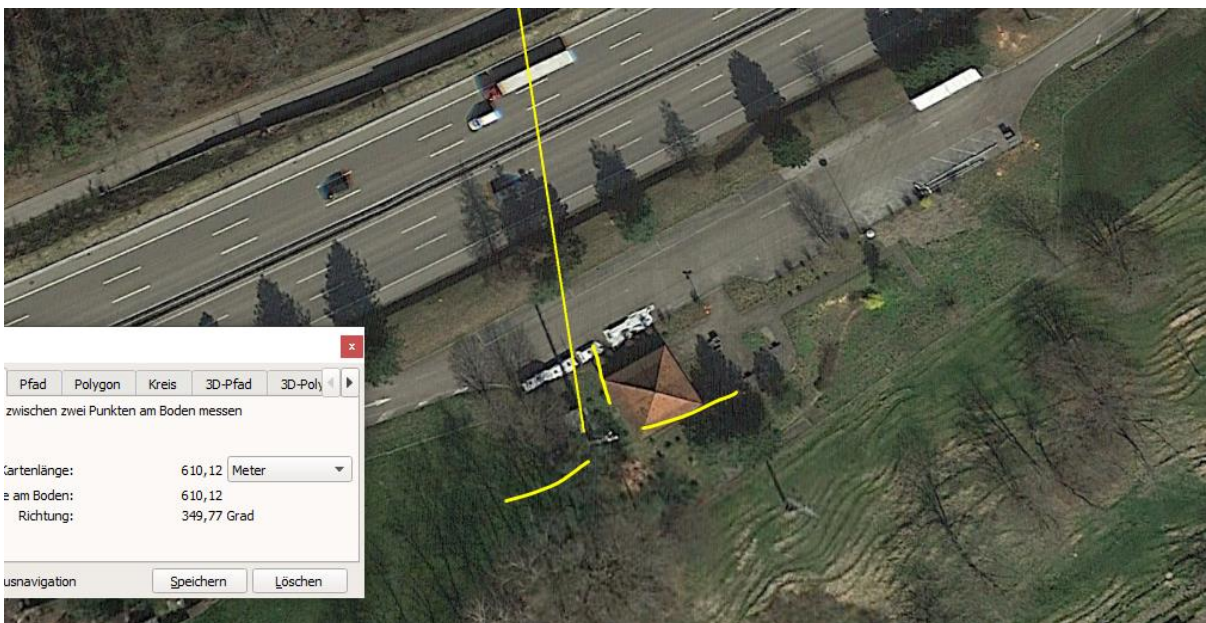 x
Pfad Polygon Kreis 3D-Pfad 3D-Poly
zwischen zwei Punkten am Boden messen
Kartenlänge: 610,12 Meter
e am Boden: 610,12
Richtung: 349,77 Grad
usnavigation Speichern Löschen